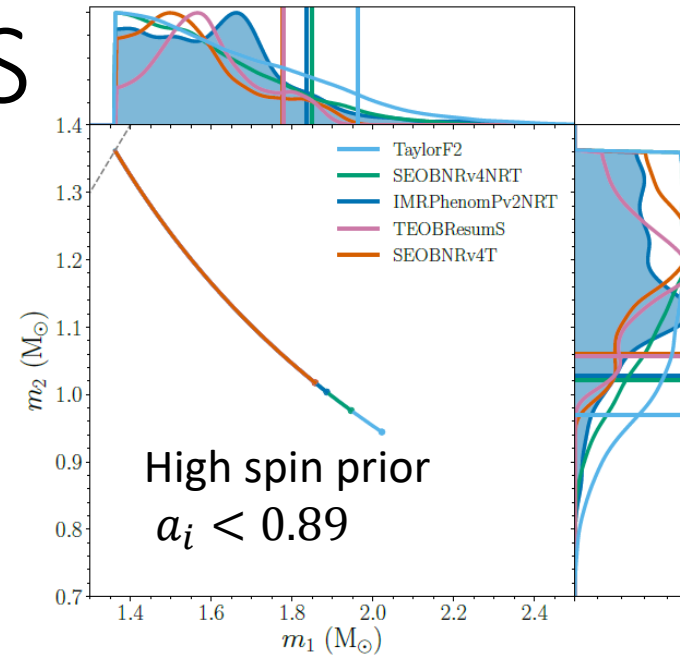 S
1.4
1.3
1.2
1.1
1.0
0.9
0.8
0.7
m₂ (M☉)
TaylorF2
SEOBNRv4NRT
IMRPhenomPv2NRT
TEOBResumS
SEOBNRv4T
High spin prior
𝑎ᵢ < 0.89
1.4 1.6 1.8 2.0 2.2 2.4
m₁ (M☉)